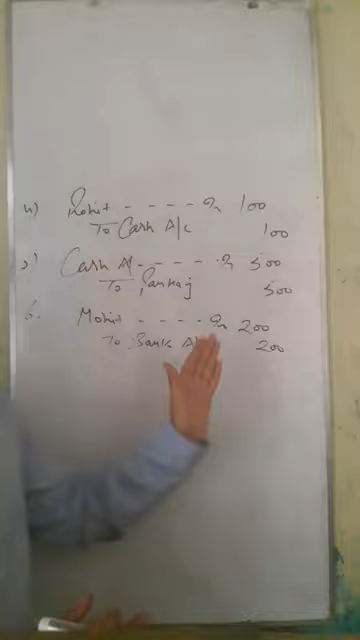 4) Rohit - - - - - Dr 100
To Cash A/c 100
5) Cash A/ - - - - - Dr 500
To Pankaj 500
6. Mohit - - - - Dr 200
To Bank A/ 200